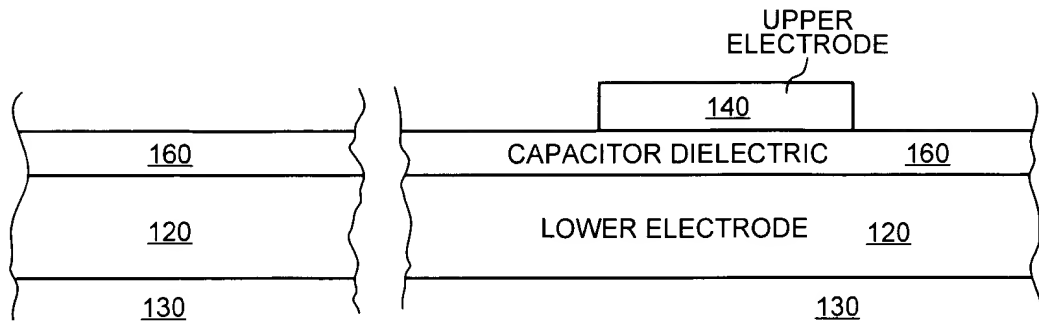 UPPER
ELECTRODE
140
160
CAPACITOR DIELECTRIC 160
120
LOWER ELECTRODE 120
130
130